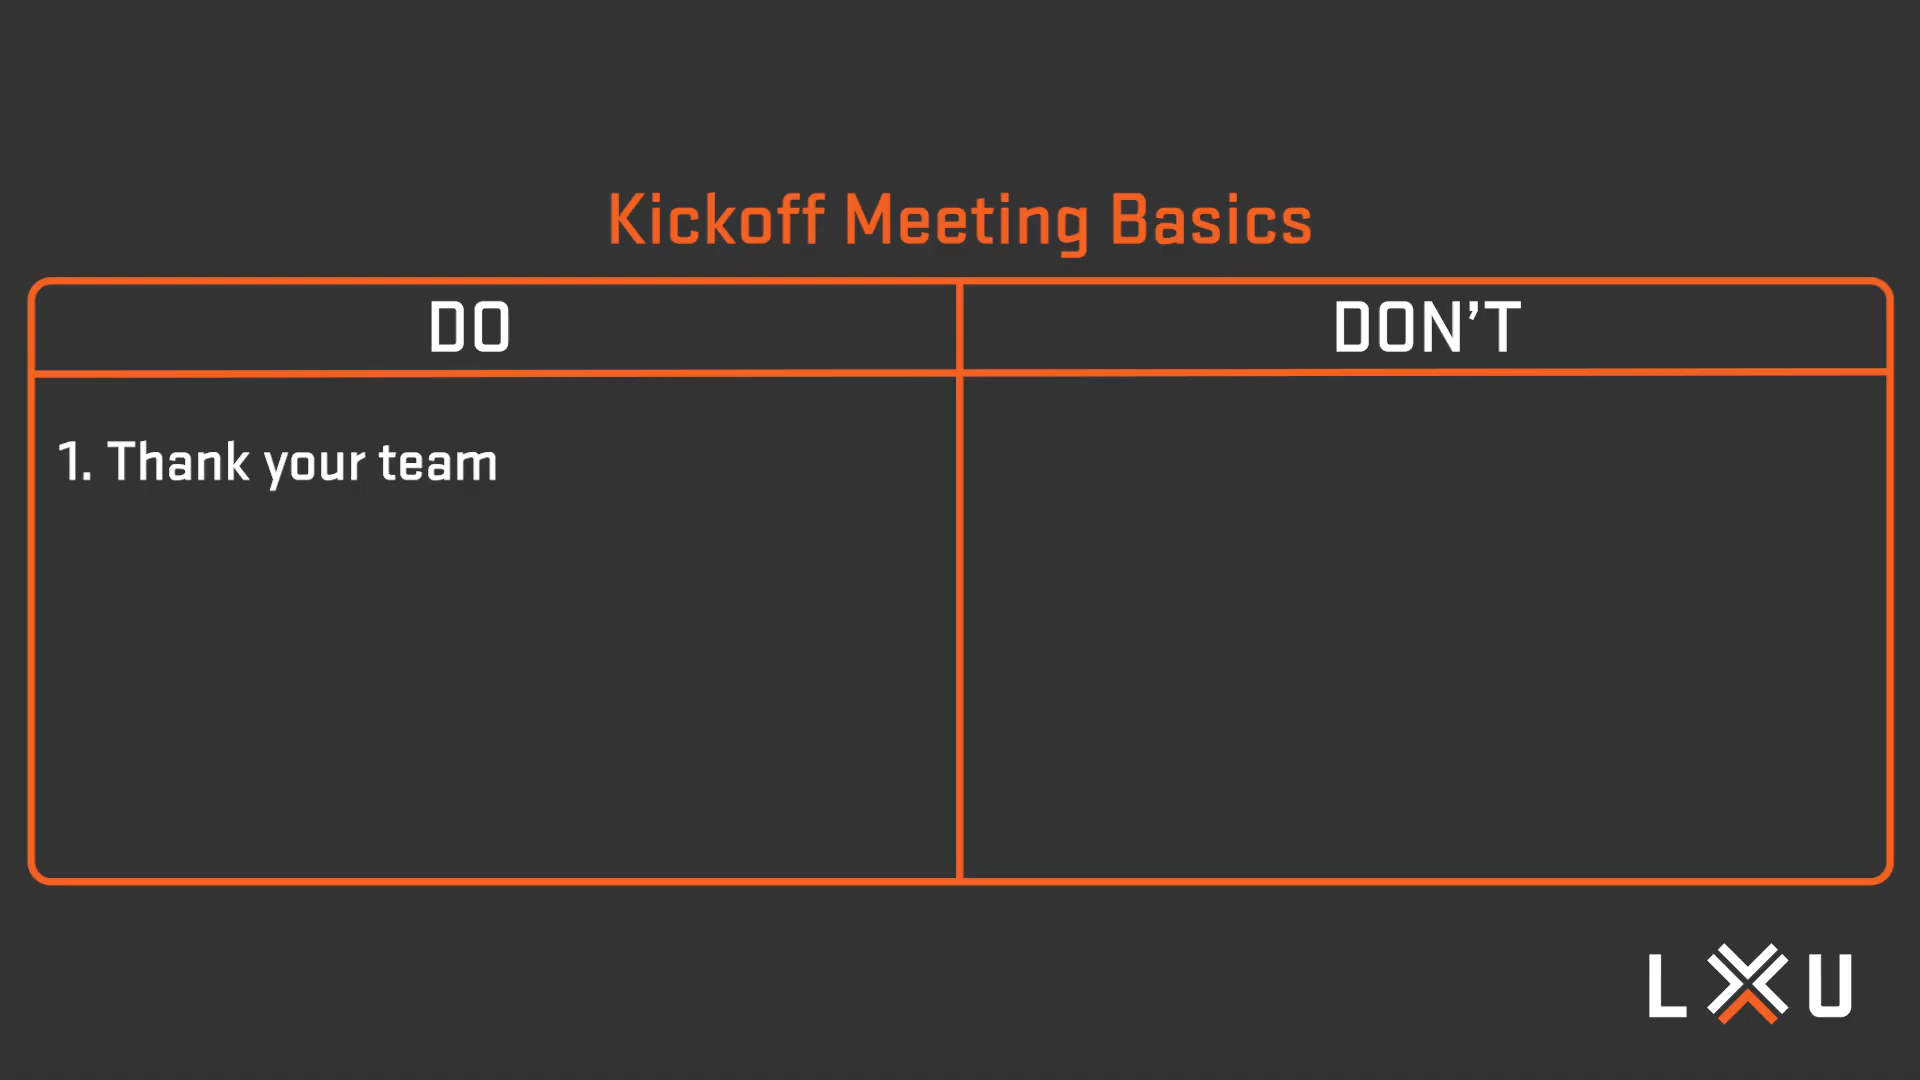 Kickoff Meeting Basics
DO
DON'T
1. Thank your team
LXU